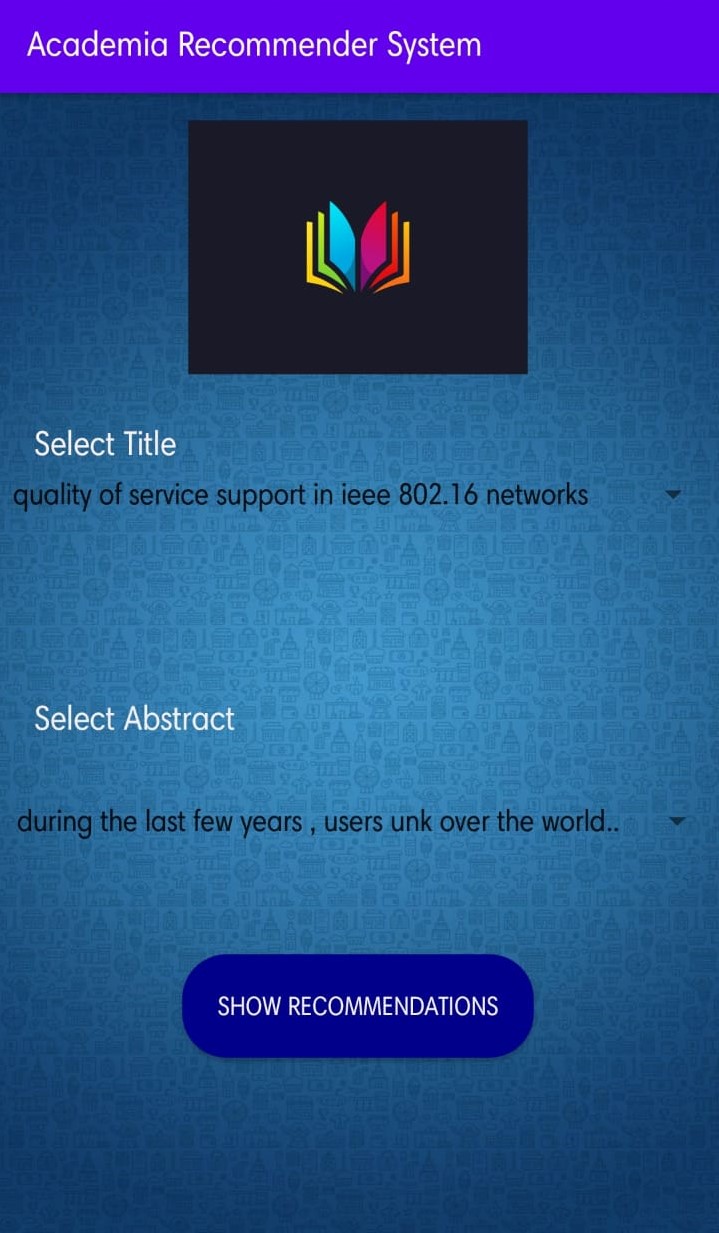 Academia Recommender System
Select Title
quality of service support in ieee 802.16 networks
Select Abstract
during the last few years , users unk over the world..
SHOW RECOMMENDATIONS